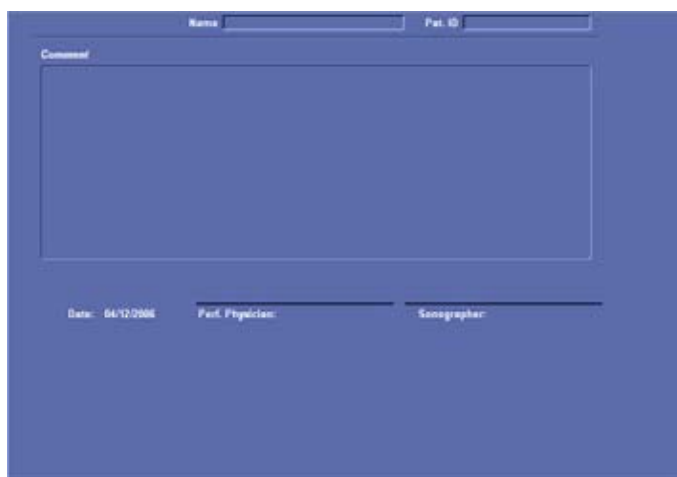 Name Pat. ID
Comment
Date: 04/12/2006 Perf. Physician: Sonographer: